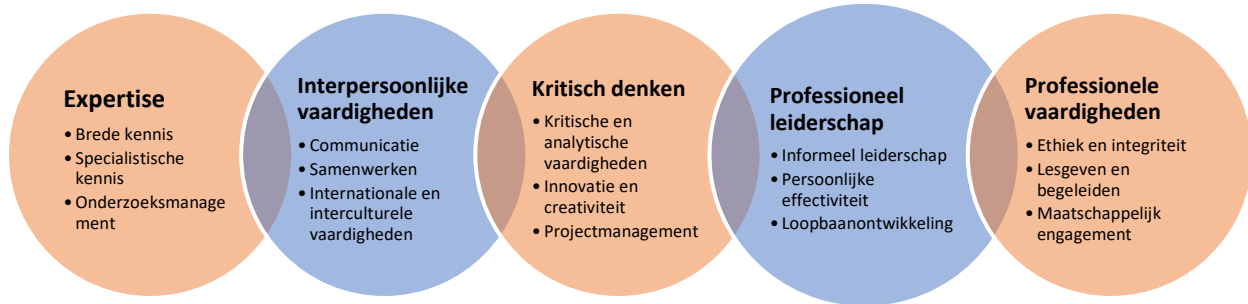 Expertise
• Brede kennis
• Specialistische
kennis
• Onderzoeksmanage
ment
Interpersoonlijke
vaardigheden
• Communicatie
• Samenwerken
• Internationale en
interculturele
vaardigheden
Kritisch denken
• Kritische en
analytische
vaardigheden
• Innovatie en
creativiteit
• Projectmanagement
Professioneel
leiderschap
• Informeel leiderschap
• Persoonlijke
effectiviteit
• Loopbaanontwikkeling
Professionele
vaardigheden
• Ethiek en integriteit
• Lesgeven en
begeleiden
• Maatschappelijk
engagement